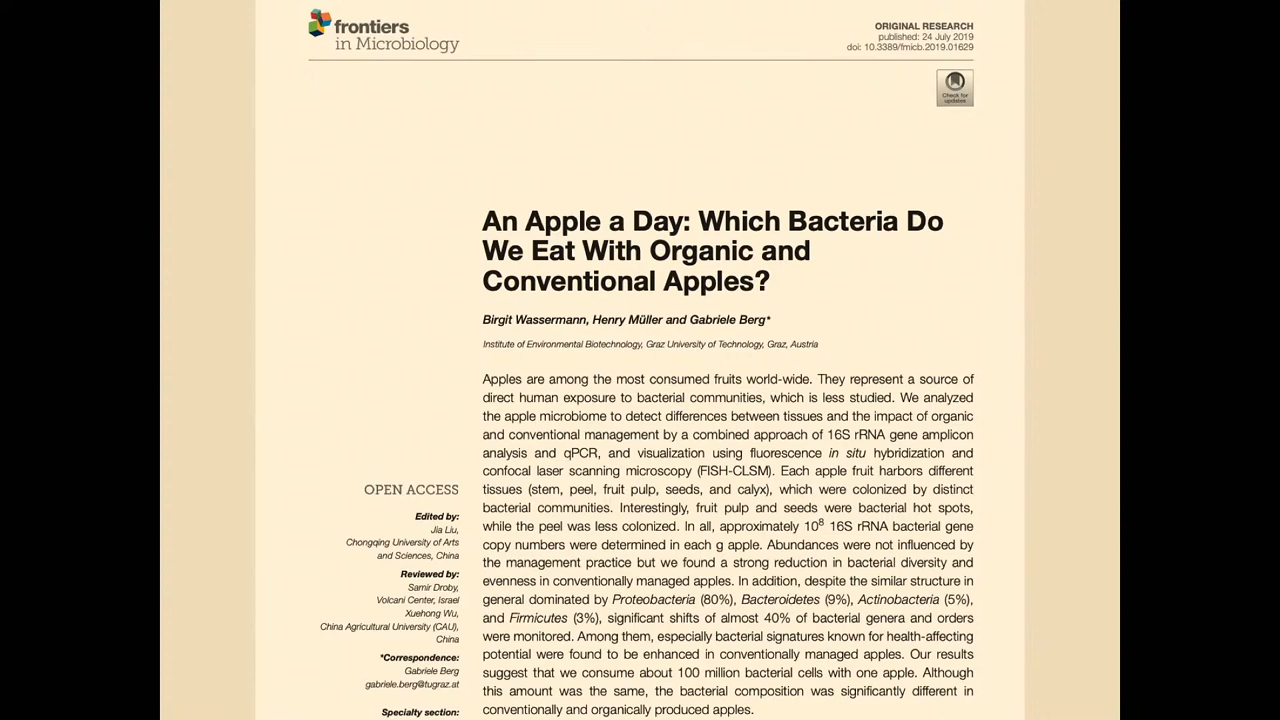 frontiers
in Microbiology
ORIGINAL RESEARCH
published: 24 July 2019
doi: 10.3389/fmicb.2019.01629
Check for
updates
An Apple a Day: Which Bacteria Do
We Eat With Organic and
Conventional Apples?
Birgit Wassermann, Henry Müller and Gabriele Berg*
Institute of Environmental Biotechnology, Graz University of Technology, Graz, Austria
Apples are among the most consumed fruits world-wide. They represent a source of
direct human exposure to bacterial communities, which is less studied. We analyzed
the apple microbiome to detect differences between tissues and the impact of organic
and conventional management by a combined approach of 16S rRNA gene amplicon
analysis and qPCR, and visualization using fluorescence in situ hybridization and
confocal laser scanning microscopy (FISH-CLSM). Each apple fruit harbors different
tissues (stem, peel, fruit pulp, seeds, and calyx), which were colonized by distinct
bacterial communities. Interestingly, fruit pulp and seeds were bacterial hot spots,
while the peel was less colonized. In all, approximately 10⁸ 16S rRNA bacterial gene
copy numbers were determined in each g apple. Abundances were not influenced by
the management practice but we found a strong reduction in bacterial diversity and
evenness in conventionally managed apples. In addition, despite the similar structure in
general dominated by Proteobacteria (80%), Bacteroidetes (9%), Actinobacteria (5%),
and Firmicutes (3%), significant shifts of almost 40% of bacterial genera and orders
were monitored. Among them, especially bacterial signatures known for health-affecting
potential were found to be enhanced in conventionally managed apples. Our results
suggest that we consume about 100 million bacterial cells with one apple. Although
this amount was the same, the bacterial composition was significantly different in
conventionally and organically produced apples.
OPEN ACCESS
Edited by:
Jia Liu,
Chongqing University of Arts
and Sciences, China
Reviewed by:
Samir Droby,
Volcani Center, Israel
Xuehong Wu,
China Agricultural University (CAU),
China
*Correspondence:
Gabriele Berg
gabriele.berg@tugraz.at
Specialty section: